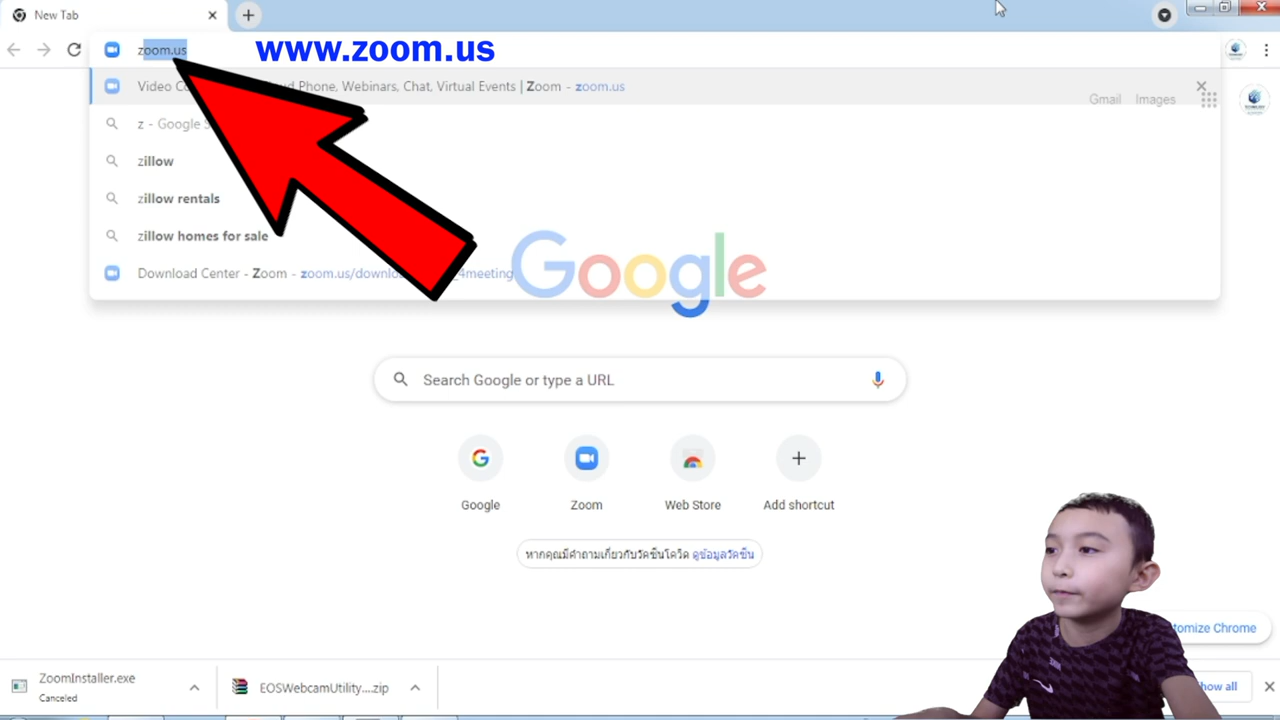 New Tab
zoom.us
www.zoom.us
Video Phone, Webinars, Chat, Virtual Events | Zoom - zoom.us
Gmail Images
z - Google
zillow
zillow rentals
zillow homes for sale
Download Center - Zoom - zoom.us/ 4meeting
Google
Search Google or type a URL
Google Zoom Web Store Add shortcut
หากคุณมีคำถามเกี่ยวกับวัคซีนโควิด ดูข้อมูลวัคซีน
Chrome
ZoomInstaller.exe
Canceled
EOSWebcamUtility....zip
all